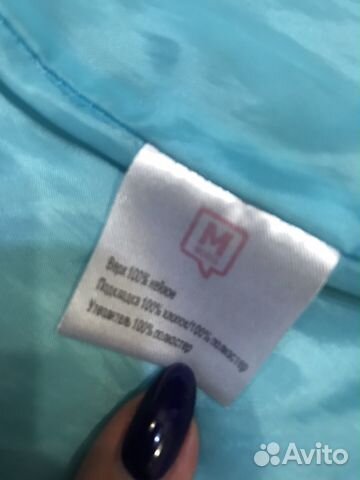 M
Верх 100% нейлон
Подкладка 100% хлопок/100% полиэстер
Утеплитель 100% полиэстер
Avito